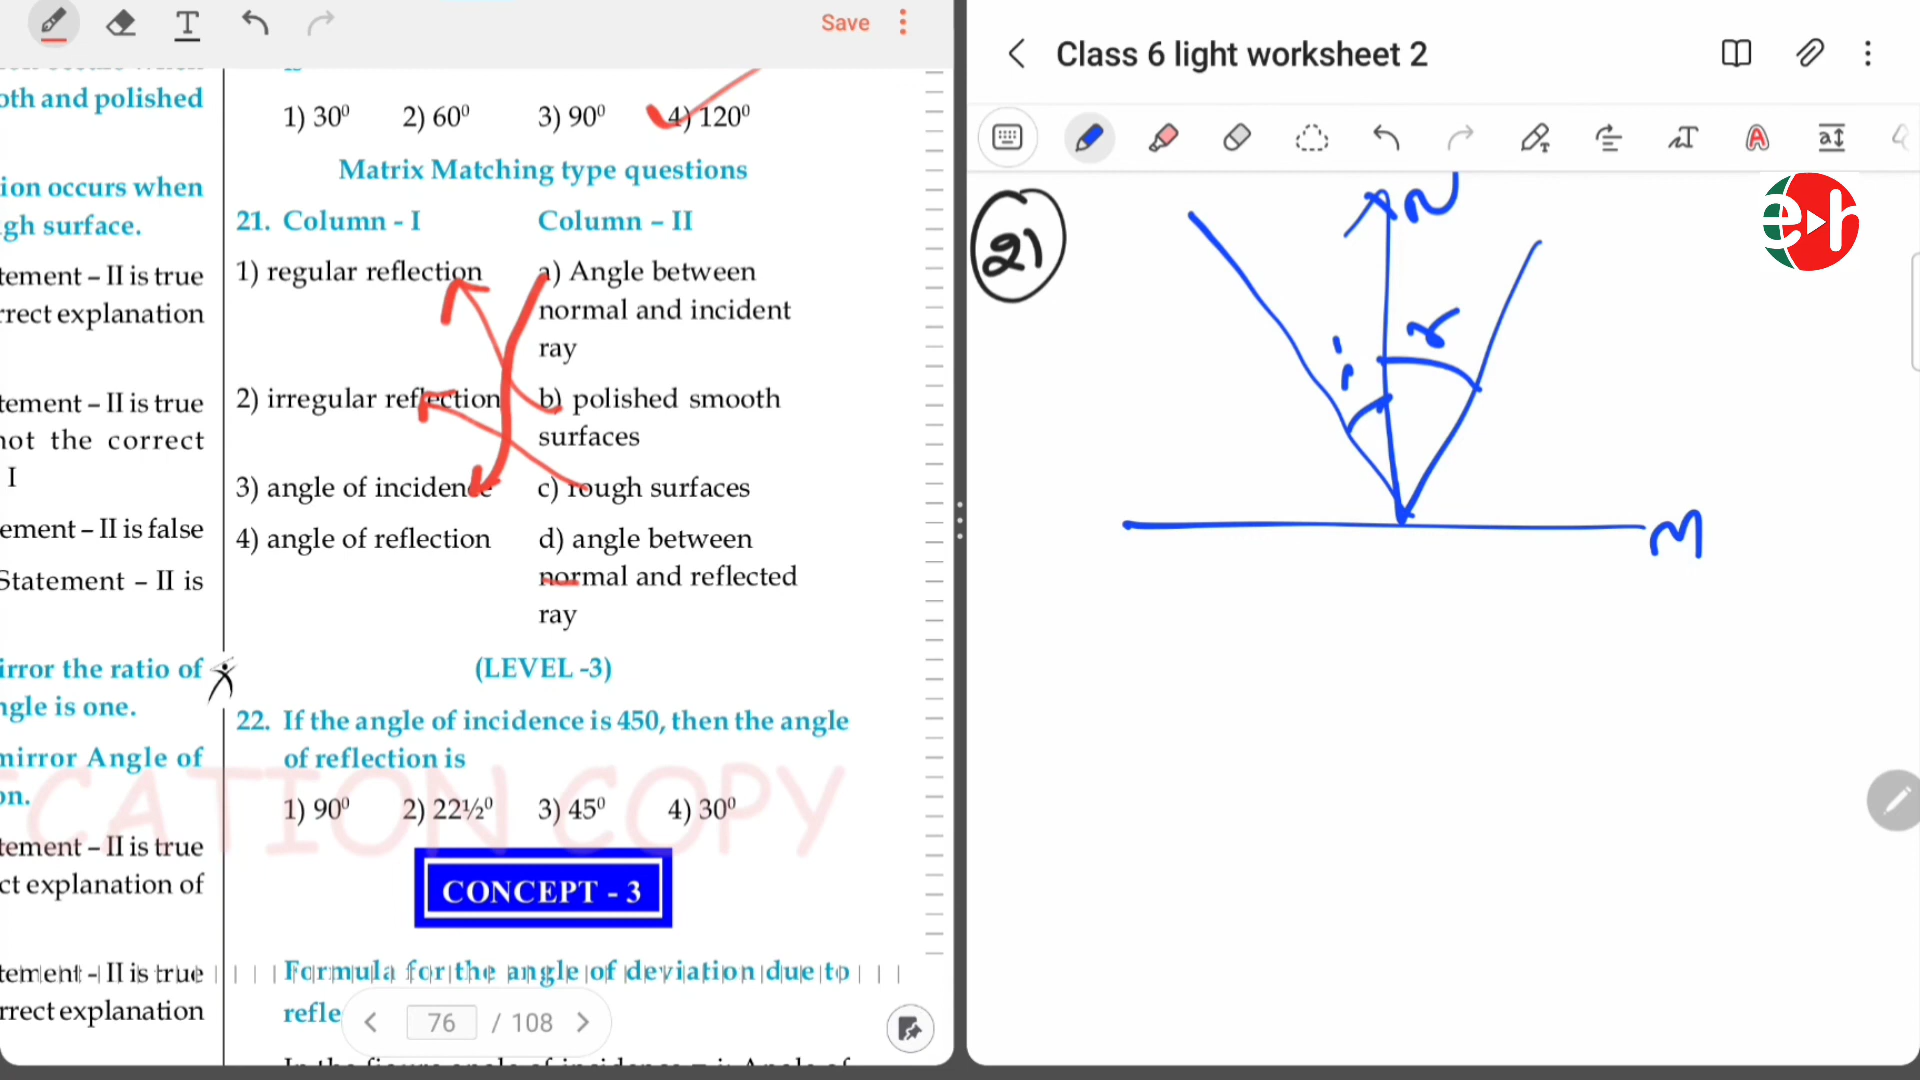 Save
oth and polished
ion occurs when
gh surface.
tement – II is true
rrect explanation
tement – II is true
not the correct
I
ement – II is false
Statement – II is
irror the ratio of
ngle is one.
mirror Angle of
on.
tement – II is true
ct explanation of
tement - II is true
rrect explanation
1) 30⁰ 2) 60⁰ 3) 90⁰ 4) 120⁰
Matrix Matching type questions
21. Column - I Column – II
1) regular reflection a) Angle between
normal and incident
ray
2) irregular reflection b) polished smooth
surfaces
3) angle of incidence c) rough surfaces
4) angle of reflection d) angle between
normal and reflected
ray
(LEVEL -3)
22. If the angle of incidence is 450, then the angle
of reflection is
1) 90⁰ 2) 22½⁰ 3) 45⁰ 4) 30⁰
CATION COPY
CONCEPT - 3
Formula for the angle of deviation due to
refle
76 / 108
Class 6 light worksheet 2
21
N
i r
M